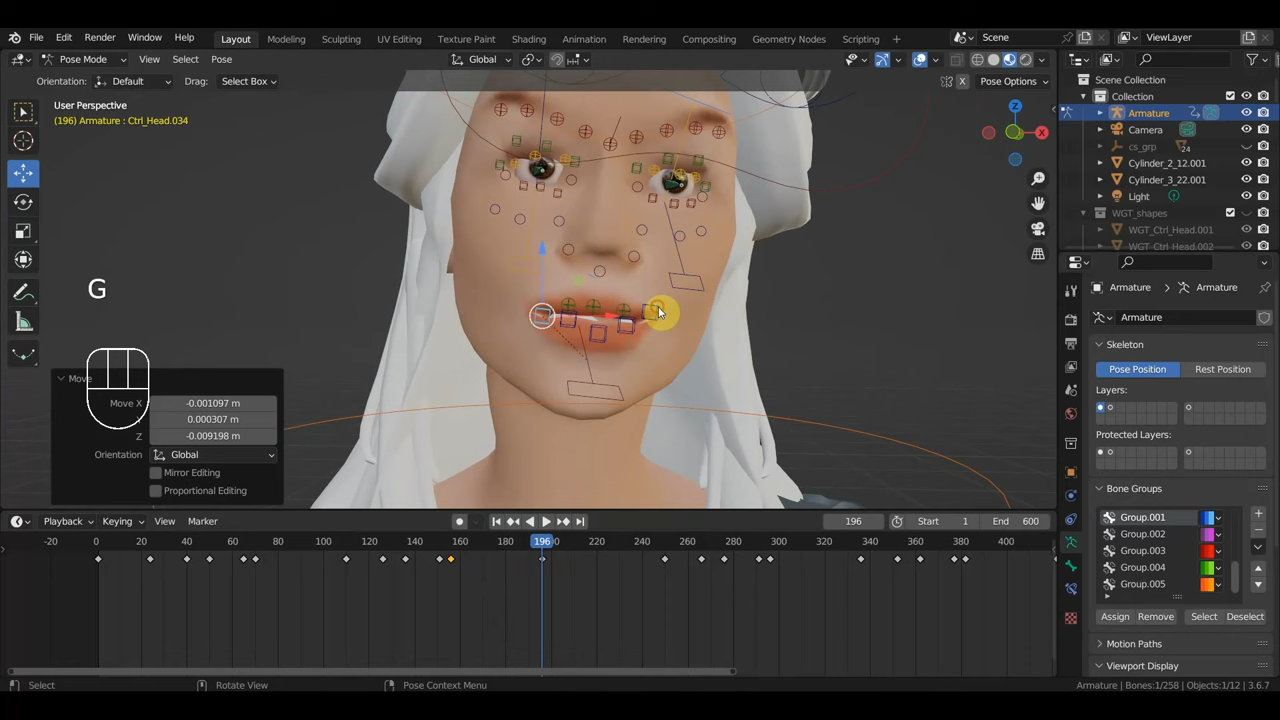 File Edit Render Window Help Layout Modeling Sculpting UV Editing Texture Paint Shading Animation Rendering Compositing Geometry Nodes Scripting + Scene ViewLayer
Pose Mode View Select Pose Global
Orientation: Default Drag: Select Box X Pose Options
Scene Collection
Collection
Armature
Camera
cs_grp 24
Cylinder_2_12.001
Cylinder_3_22.001
Light
WGT_shapes
WGT_Ctrl_Head.001
WGT_Ctrl_Head.002
User Perspective
(196) Armature : Ctrl_Head.034
Z
X
G
Move
Move X -0.001097 m
0.000307 m
Z -0.009198 m
Orientation Global
Mirror Editing
Proportional Editing
Armature Armature
Armature
Skeleton
Pose Position Rest Position
Layers:
Protected Layers:
Bone Groups
Group.001
Group.002
Group.003
Group.004
Group.005
Assign Remove Select Deselect
Motion Paths
Viewport Display
Playback Keying View Marker 196 Start 1 End 600
-20 0 20 40 60 80 100 120 140 160 180 196 220 240 260 280 300 320 340 360 380 400
Select Rotate View Pose Context Menu Armature | Bones:1/258 | Objects:1/12 | 3.6.7